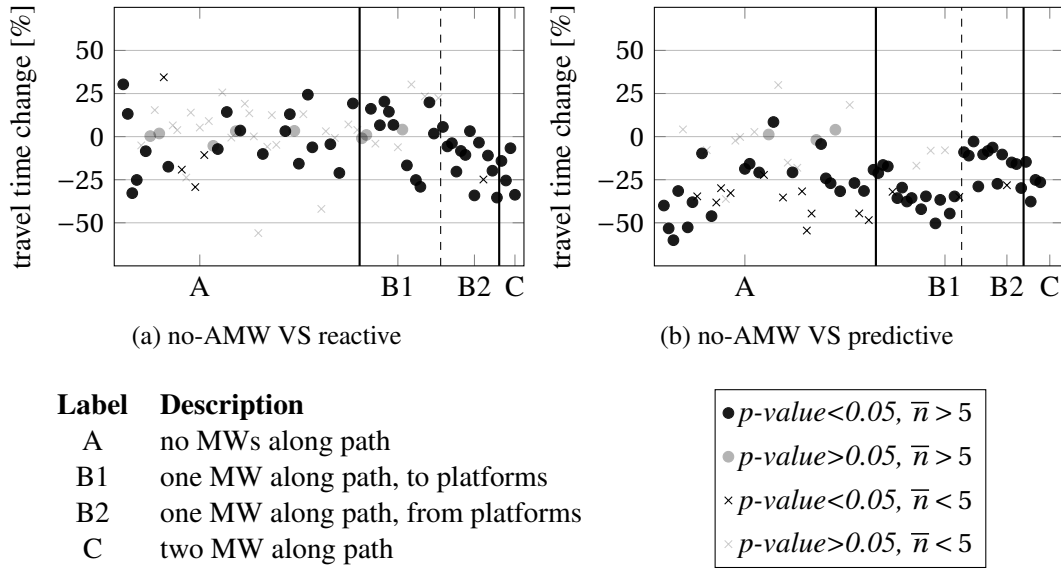 travel time change [%]
50
25
0
−25
−50
A
B1
B2
C
(a) no-AMW VS reactive
travel time change [%]
50
25
0
−25
−50
A
B1
B2
C
(b) no-AMW VS predictive
Label Description
A no MWs along path
B1 one MW along path, to platforms
B2 one MW along path, from platforms
C two MW along path
p-value<0.05, n̅ > 5
p-value>0.05, n̅ > 5
p-value<0.05, n̅ < 5
p-value>0.05, n̅ < 5